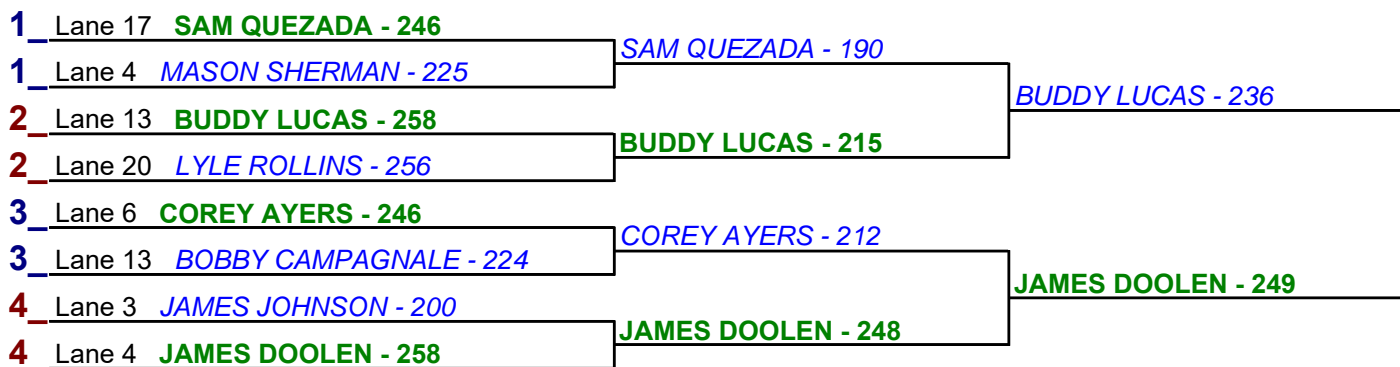 1_ Lane 17 SAM QUEZADA - 246
SAM QUEZADA - 190
1_ Lane 4 MASON SHERMAN - 225
BUDDY LUCAS - 236
2_ Lane 13 BUDDY LUCAS - 258
BUDDY LUCAS - 215
2_ Lane 20 LYLE ROLLINS - 256
3_ Lane 6 COREY AYERS - 246
COREY AYERS - 212
3_ Lane 13 BOBBY CAMPAGNALE - 224
JAMES DOOLEN - 249
4_ Lane 3 JAMES JOHNSON - 200
JAMES DOOLEN - 248
4 Lane 4 JAMES DOOLEN - 258